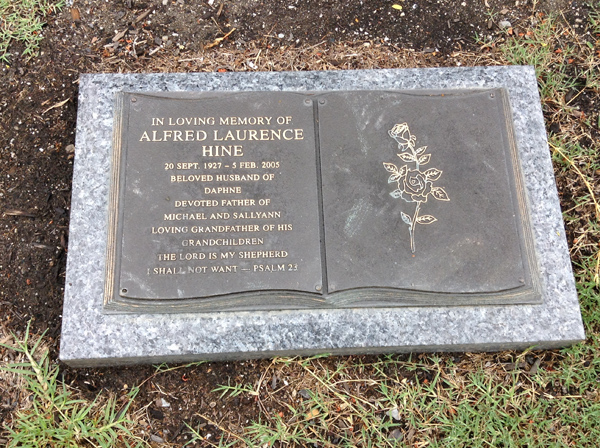 IN LOVING MEMORY OF
ALFRED LAURENCE
HINE
20 SEPT. 1927 – 5 FEB. 2005
BELOVED HUSBAND OF
DAPHNE
DEVOTED FATHER OF
MICHAEL AND SALLYANN
LOVING GRANDFATHER OF HIS
GRANDCHILDREN
THE LORD IS MY SHEPHERD
I SHALL NOT WANT — PSALM 23